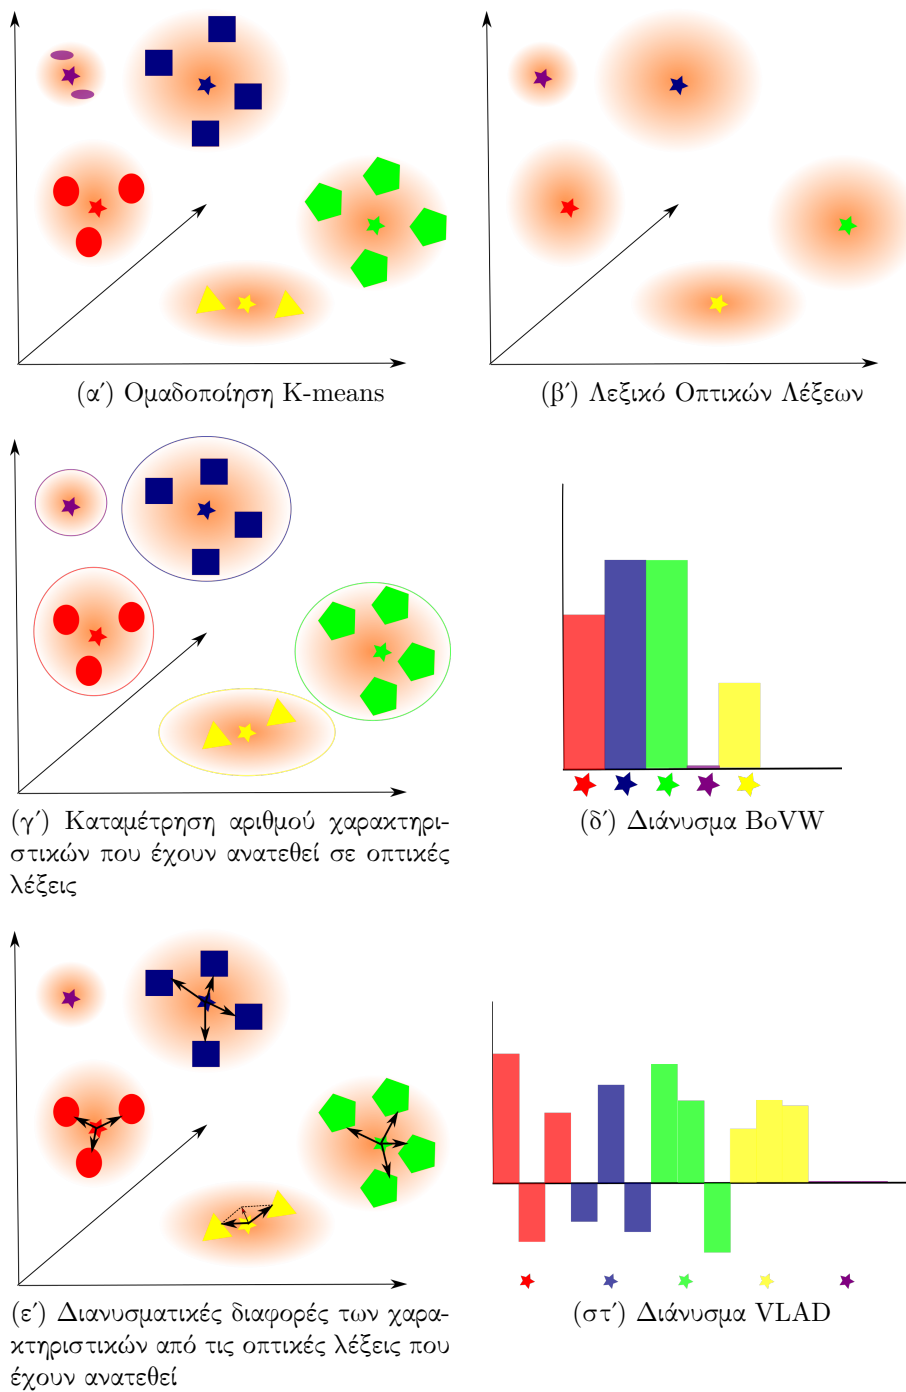 (α΄) Ομαδοποίηση K-means
(β΄) Λεξικό Οπτικών Λέξεων
(γ΄) Καταμέτρηση αριθμού χαρακτηρι-
στικών που έχουν ανατεθεί σε οπτικές
λέξεις
(δ΄) Διάνυσμα BoVW
(ε΄) Διανυσματικές διαφορές των χαρα-
κτηριστικών από τις οπτικές λέξεις που
έχουν ανατεθεί
(στ΄) Διάνυσμα VLAD